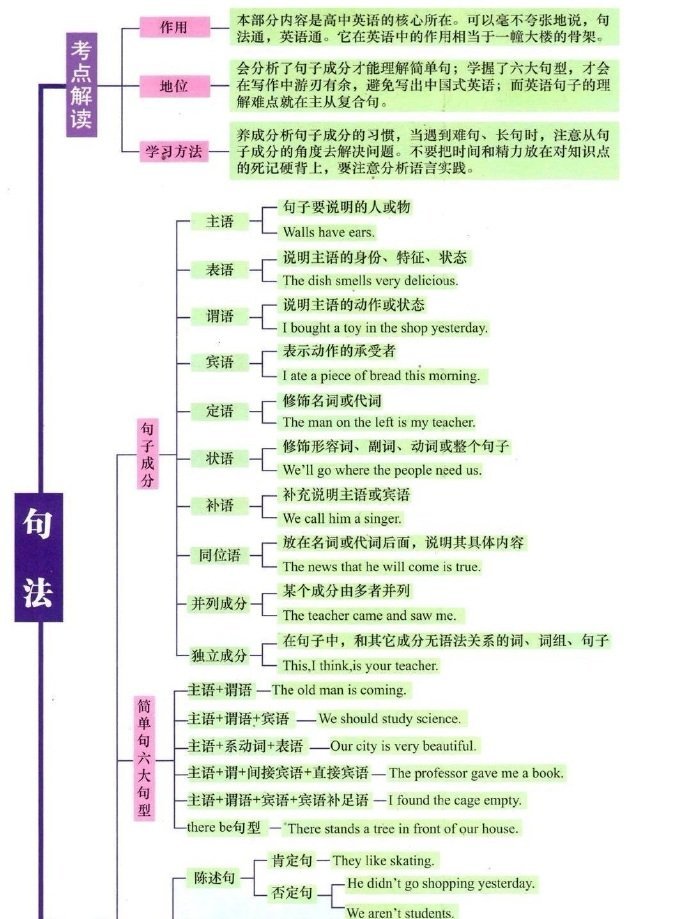 句法
考点解读
作用
本部分内容是高中英语的核心所在。可以毫不夸张地说，句
法通，英语通。它在英语中的作用相当于一幢大楼的骨架。
地位
会分析了句子成分才能理解简单句；学握了六大句型，才会
在写作中游刃有余，避免写出中国式英语；而英语句子的理
解难点就在主从复合句。
学习方法
养成分析句子成分的习惯，当遇到难句、长句时，注意从句
子成分的角度去解决问题。不要把时间和精力放在对知识点
的死记硬背上，要注意分析语言实践。
句子成分
主语
句子要说明的人或物
Walls have ears.
表语
说明主语的身份、特征、状态
The dish smells very delicious.
谓语
说明主语的动作或状态
I bought a toy in the shop yesterday.
宾语
表示动作的承受者
I ate a piece of bread this morning.
定语
修饰名词或代词
The man on the left is my teacher.
状语
修饰形容词、副词、动词或整个句子
We'll go where the people need us.
补语
补充说明主语或宾语
We call him a singer.
同位语
放在名词或代词后面，说明其具体内容
The news that he will come is true.
并列成分
某个成分由多者并列
The teacher came and saw me.
独立成分
在句子中，和其它成分无语法关系的词、词组、句子
This,I think,is your teacher.
简单句六大句型
主语+谓语
The old man is coming.
主语+谓语+宾语
We should study science.
主语+系动词+表语
Our city is very beautiful.
主语+谓+间接宾语+直接宾语
The professor gave me a book.
主语+谓语+宾语+宾语补足语
I found the cage empty.
there be句型
There stands a tree in front of our house.
陈述句
肯定句
They like skating.
否定句
He didn't go shopping yesterday.
We aren't students.